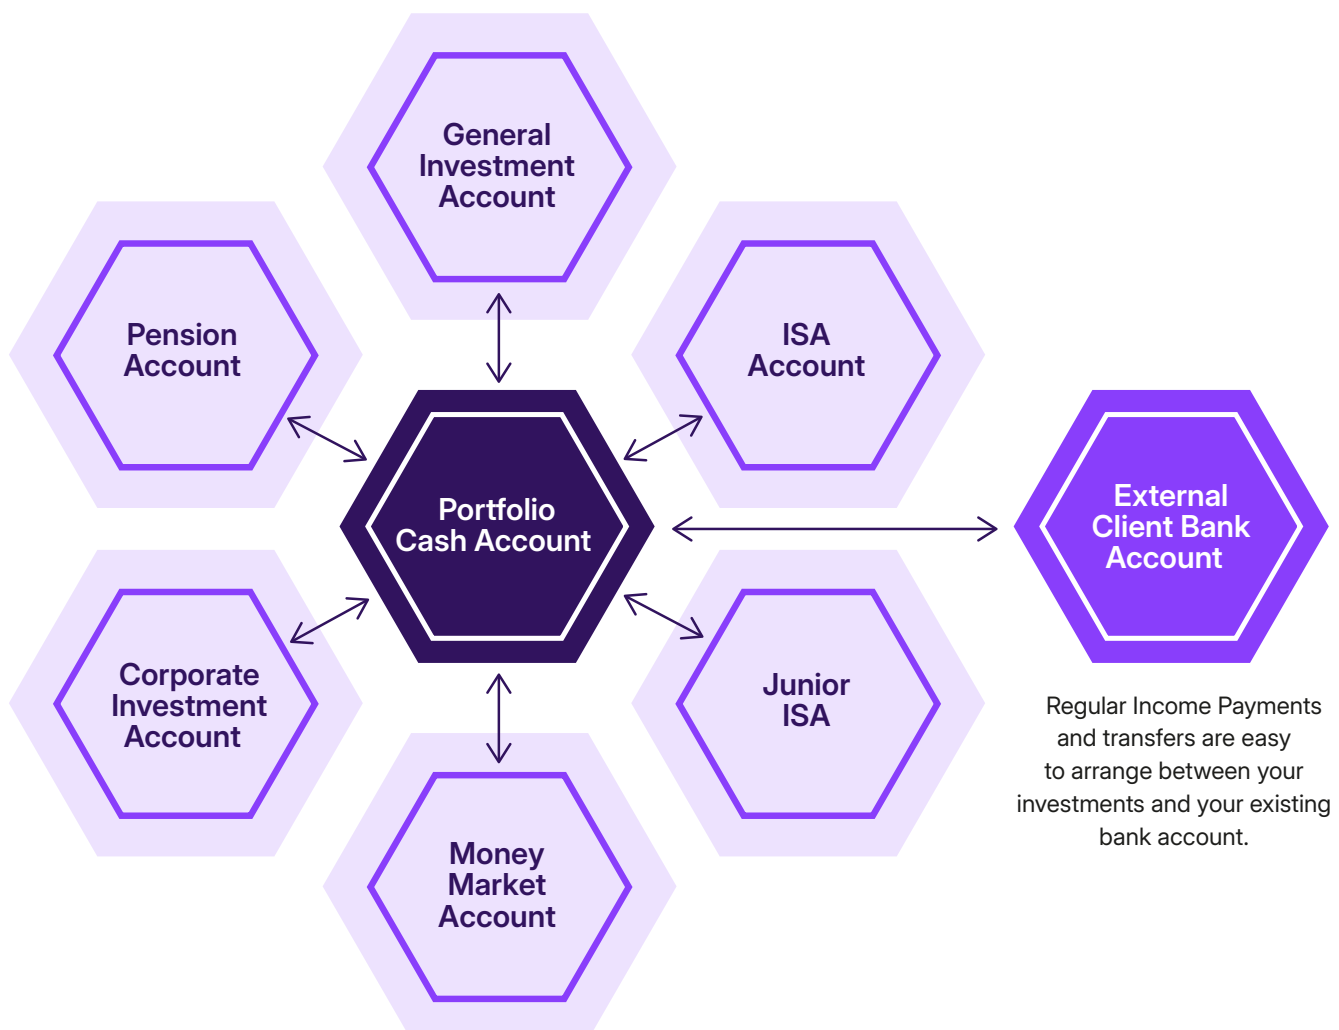 General
Investment
Account
Pension
Account
ISA
Account
Portfolio
Cash Account
External
Client Bank
Account
Corporate
Investment
Account
Junior
ISA
Money
Market
Account
Regular Income Payments
and transfers are easy
to arrange between your
investments and your existing
bank account.